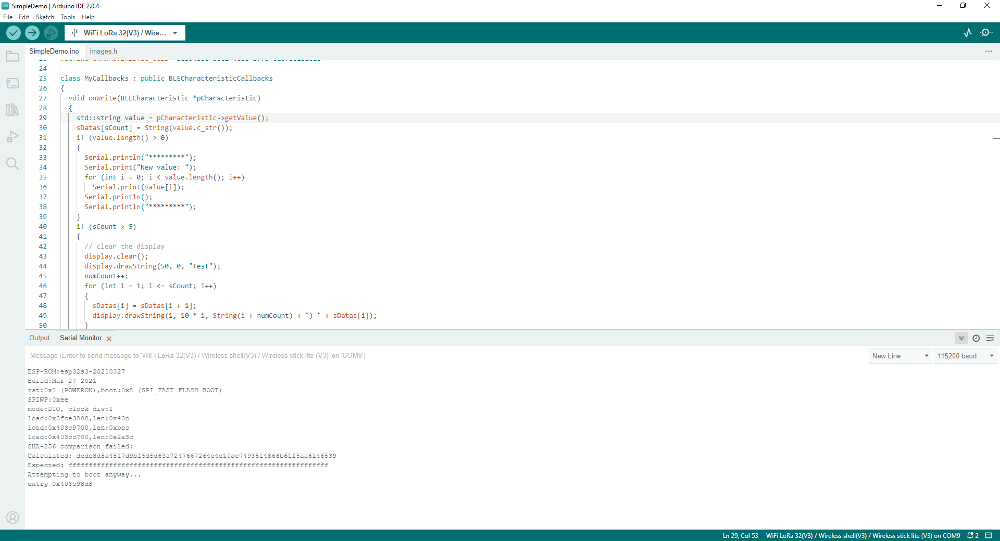 SimpleDemo | Arduino IDE 2.0.4
File Edit Sketch Tools Help
WiFi LoRa 32(V3) / Wire...
SimpleDemo.ino images.h
24
25 class MyCallbacks : public BLECharacteristicCallbacks
26 {
27 void onWrite(BLECharacteristic *pCharacteristic)
28 {
29 std::string value = pCharacteristic->getValue();
30 sDatas[sCount] = String(value.c_str());
31 if (value.length() > 0)
32 {
33 Serial.println("*********");
34 Serial.print("New value: ");
35 for (int i = 0; i < value.length(); i++)
36 Serial.print(value[i]);
37 Serial.println();
38 Serial.println("*********");
39 }
40 if (sCount > 5)
41 {
42 // clear the display
43 display.clear();
44 display.drawString(50, 0, "Test");
45 numCount++;
46 for (int i = 1; i <= sCount; i++)
47 {
48 sDatas[i] = sDatas[i + 1];
49 display.drawString(1, 10 * i, String(i + numCount) + ") " + sDatas[i]);
50 }
Output Serial Monitor
Message (Enter to send message to 'WiFi LoRa 32(V3) / Wireless shell(V3) / Wireless stick lite (V3)' on 'COM9')
New Line 115200 baud
ESP-ROM:esp32s3-20210327
Build:Mar 27 2021
rst:0x1 (POWERON),boot:0x8 (SPI_FAST_FLASH_BOOT)
SPIWP:0xee
mode:DIO, clock div:1
load:0x3fce3808,len:0x43c
load:0x403c9700,len:0xbec
load:0x403cc700,len:0x2a3c
SHA-256 comparison failed:
Calculated: dcde8d8a4817d9bf5d5d69a7247667264e4e10ac7493514868b61f5aa6146539
Expected: ffffffffffffffffffffffffffffffffffffffffffffffffffffffffffffffff
Attempting to boot anyway...
entry 0x403c98d8
Ln 29, Col 53 WiFi LoRa 32(V3) / Wireless shell(V3) / Wireless stick lite (V3) on COM9 2